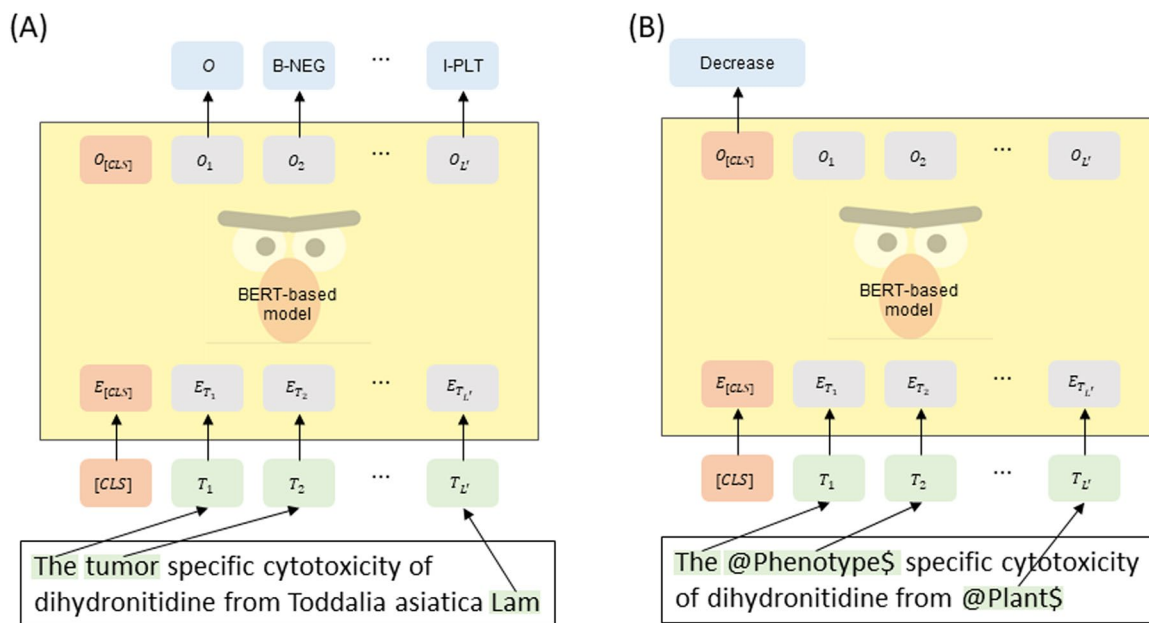 (A)
O B-NEG ... I-PLT
O[CLS] O1 O2 ... OL'
BERT-based
model
E[CLS] ET1 ET2 ... ETL'
[CLS] T1 T2 ... TL'
The tumor specific cytotoxicity of
dihydronitidine from Toddalia asiatica Lam
(B)
Decrease
O[CLS] O1 O2 ... OL'
BERT-based
model
E[CLS] ET1 ET2 ... ETL'
[CLS] T1 T2 ... TL'
The @Phenotype$ specific cytotoxicity
of dihydronitidine from @Plant$